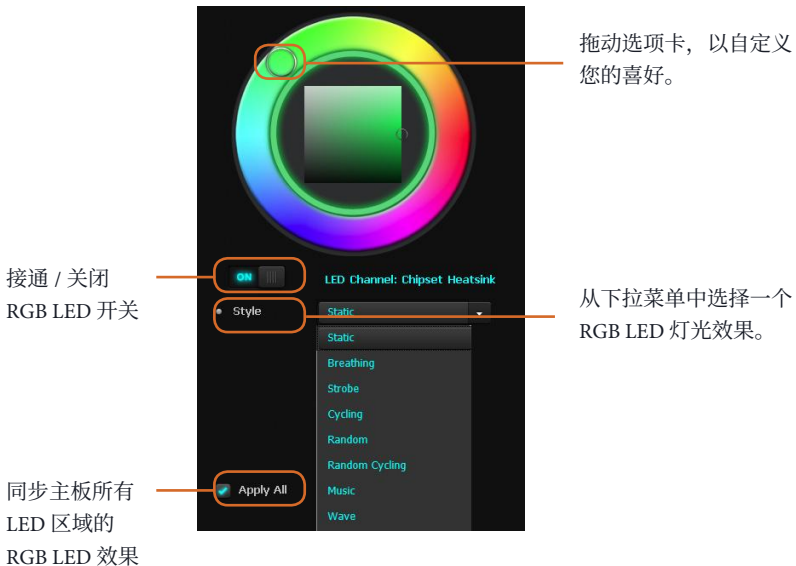 拖动选项卡，以自定义
您的喜好。
接通 / 关闭
RGB LED 开关
ON
LED Channel: Chipset Heatsink
Style
Static
从下拉菜单中选择一个
RGB LED 灯光效果。
Static
Breathing
Strobe
Cycling
Random
Random Cycling
Music
Wave
Apply All
同步主板所有
LED 区域的
RGB LED 效果